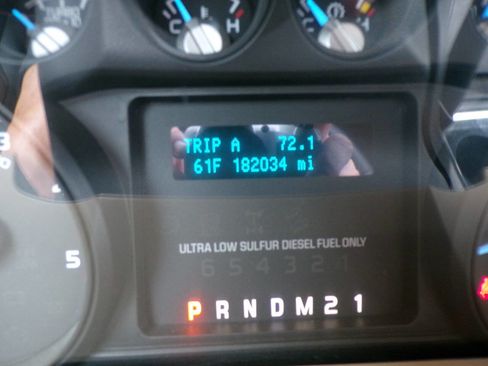 C H
TRIP A 72.1
61F 182034 mi
5
ULTRA LOW SULFUR DIESEL FUEL ONLY
6 5 4 3 2 1
P R N D M 2 1